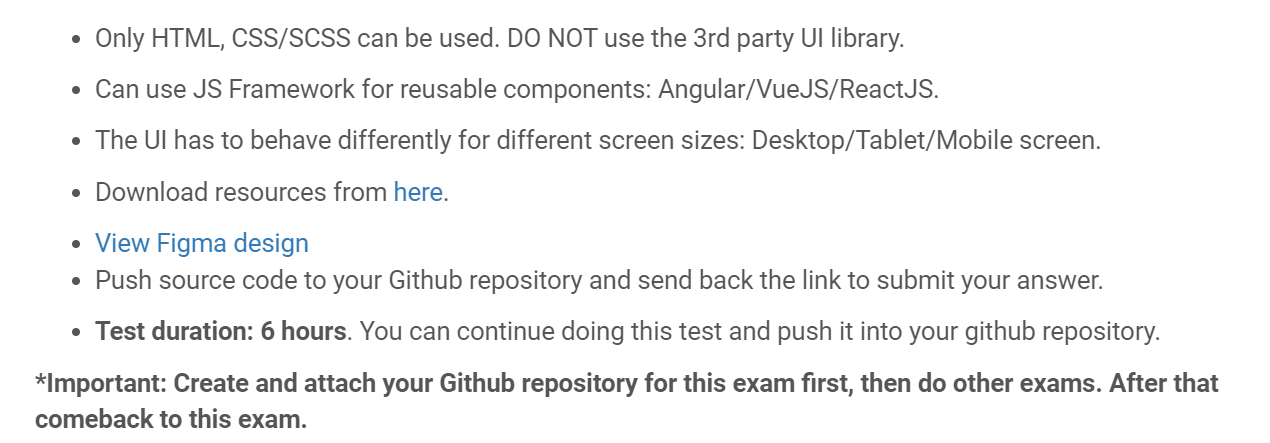 • Only HTML, CSS/SCSS can be used. DO NOT use the 3rd party UI library.
• Can use JS Framework for reusable components: Angular/VueJS/ReactJS.
• The UI has to behave differently for different screen sizes: Desktop/Tablet/Mobile screen.
• Download resources from here.
• View Figma design
• Push source code to your Github repository and send back the link to submit your answer.
• Test duration: 6 hours. You can continue doing this test and push it into your github repository.
*Important: Create and attach your Github repository for this exam first, then do other exams. After that
comeback to this exam.